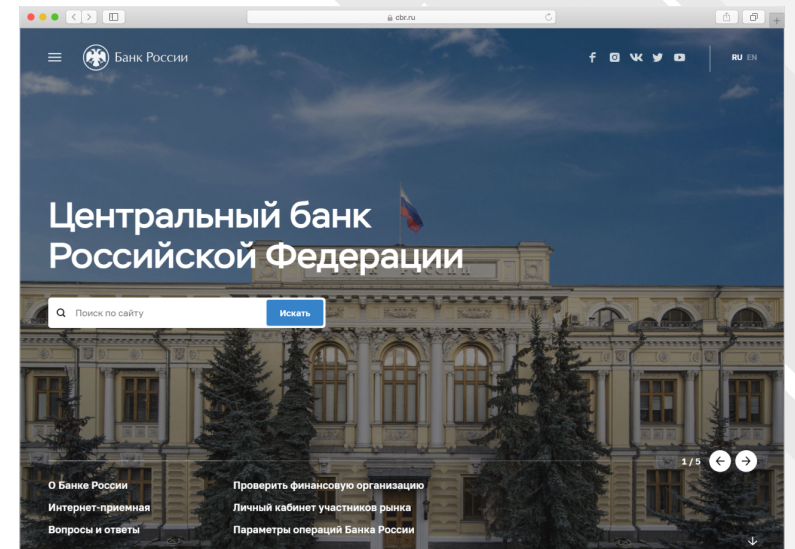 cbr.ru
Банк России
RU EN
Центральный банк
Российской Федерации
Поиск по сайту
Искать
1 / 5
О Банке России
Проверить финансовую организацию
Интернет-приемная
Личный кабинет участников рынка
Вопросы и ответы
Параметры операций Банка России